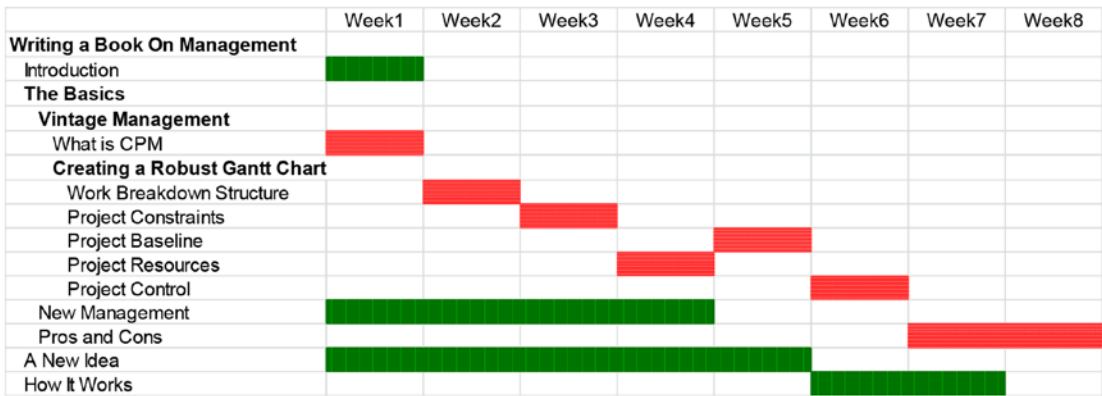 Week1 Week2 Week3 Week4 Week5 Week6 Week7 Week8
Writing a Book On Management
Introduction
The Basics
Vintage Management
What is CPM
Creating a Robust Gantt Chart
Work Breakdown Structure
Project Constraints
Project Baseline
Project Resources
Project Control
New Management
Pros and Cons
A New Idea
How It Works